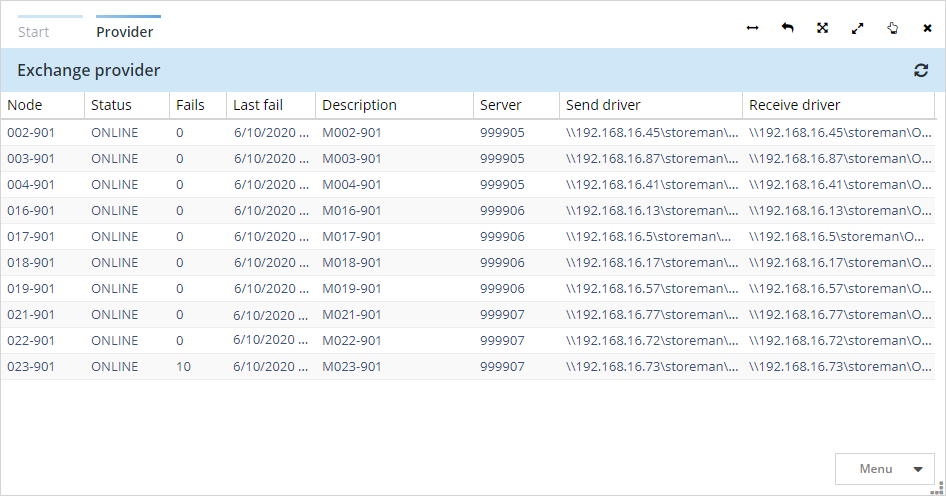 Start Provider
Exchange provider
Node Status Fails Last fail Description Server Send driver Receive driver
002-901 ONLINE 0 6/10/2020 ... M002-901 999905 \\192.168.16.45\storeman\... \\192.168.16.45\storeman\O...
003-901 ONLINE 0 6/10/2020 ... M003-901 999905 \\192.168.16.87\storeman\... \\192.168.16.87\storeman\O...
004-901 ONLINE 0 6/10/2020 ... M004-901 999905 \\192.168.16.41\storeman\... \\192.168.16.41\storeman\O...
016-901 ONLINE 0 6/10/2020 ... M016-901 999906 \\192.168.16.13\storeman\... \\192.168.16.13\storeman\O...
017-901 ONLINE 0 6/10/2020 ... M017-901 999906 \\192.168.16.5\storeman\... \\192.168.16.5\storeman\O...
018-901 ONLINE 0 6/10/2020 ... M018-901 999906 \\192.168.16.17\storeman\... \\192.168.16.17\storeman\O...
019-901 ONLINE 0 6/10/2020 ... M019-901 999906 \\192.168.16.57\storeman\... \\192.168.16.57\storeman\O...
021-901 ONLINE 0 6/10/2020 ... M021-901 999907 \\192.168.16.77\storeman\... \\192.168.16.77\storeman\O...
022-901 ONLINE 0 6/10/2020 ... M022-901 999907 \\192.168.16.72\storeman\... \\192.168.16.72\storeman\O...
023-901 ONLINE 10 6/10/2020 ... M023-901 999907 \\192.168.16.73\storeman\... \\192.168.16.73\storeman\O...
Menu